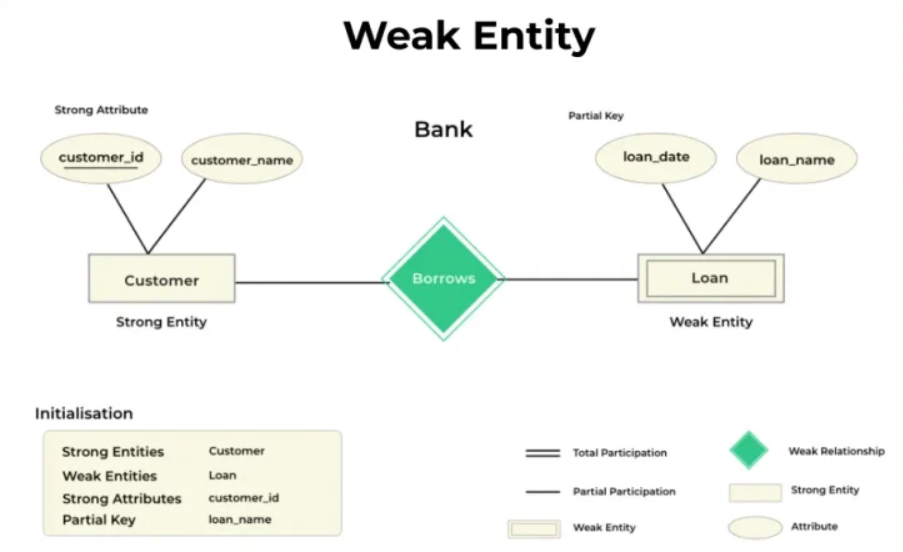 Weak Entity
Strong Attribute
Partial Key
Bank
customer_id
customer_name
loan_date
loan_name
Customer
Borrows
Loan
Strong Entity
Weak Entity
Initialisation
Strong Entities Customer
Weak Entities Loan
Strong Attributes customer_id
Partial Key loan_name
Total Participation
Weak Relationship
Partial Participation
Strong Entity
Weak Entity
Attribute